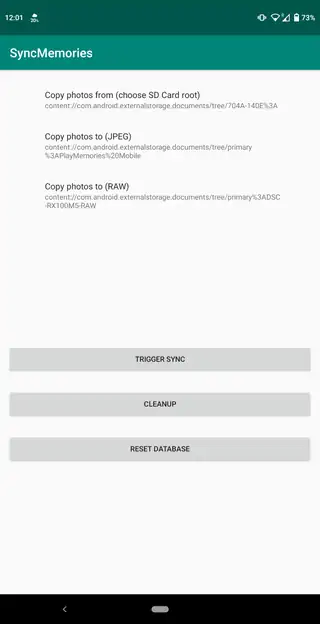 12:01 20% 73%
SyncMemories
Copy photos from (choose SD Card root)
content://com.android.externalstorage.documents/tree/704A-140E%3A
Copy photos to (JPEG)
content://com.android.externalstorage.documents/tree/primary
%3APlayMemories%20Mobile
Copy photos to (RAW)
content://com.android.externalstorage.documents/tree/primary%3ADSC
-RX100M5-RAW
TRIGGER SYNC
CLEANUP
RESET DATABASE